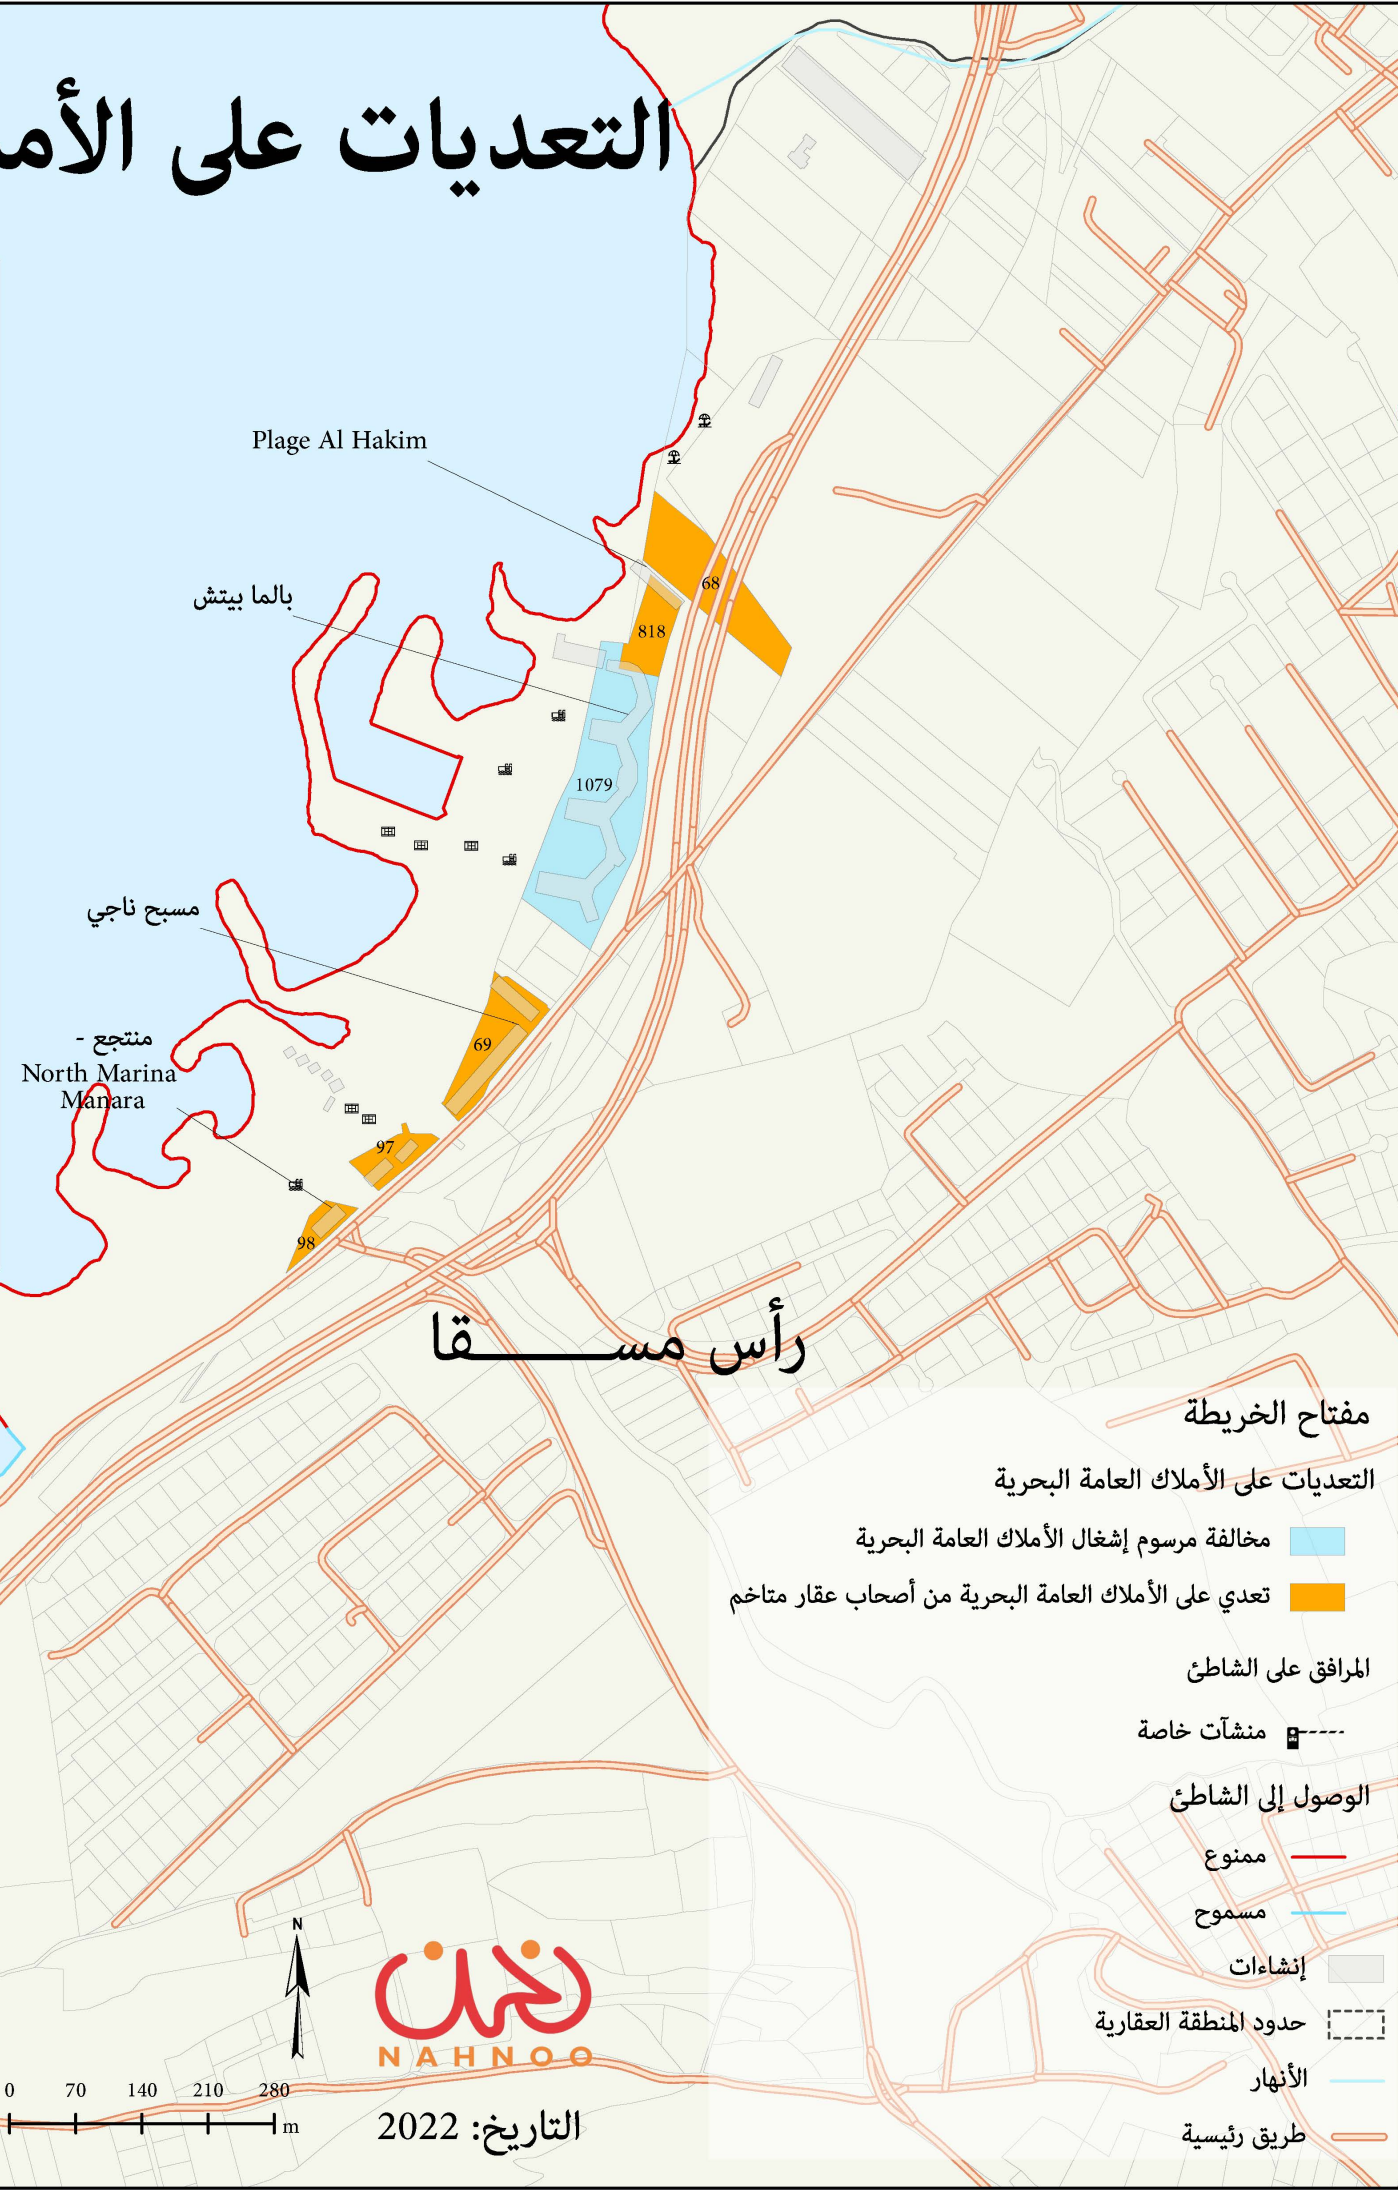 التعديات على الأم
Plage Al Hakim
68
818
بالما بيتش
1079
مسبح ناجي
69
منتجع -
North Marina
Manara
97
98
رأس مســـــقا
مفتاح الخريطة
التعديات على الأملاك العامة البحرية
مخالفة مرسوم إشغال الأملاك العامة البحرية
تعدي على الأملاك العامة البحرية من أصحاب عقار متاخم
المرافق على الشاطئ
منشآت خاصة
الوصول إلى الشاطئ
ممنوع
مسموح
إنشاءات
حدود المنطقة العقارية
الأنهار
طريق رئيسية
N
نحن
NAHNOO
0 70 140 210 280
m
التاريخ: 2022